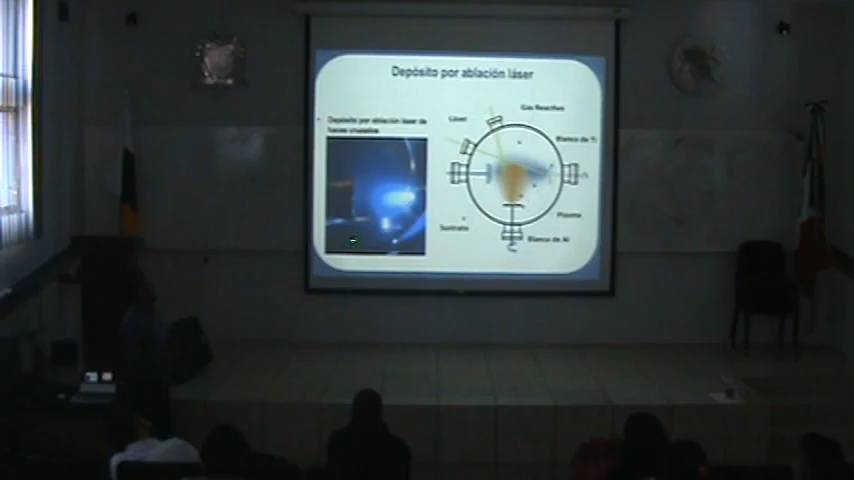 Depósito por ablación láser
Depósito por ablación láser de
haces cruzados
Láser
Gas Reactivo
Blanco de Ti
Plasma
Sustrato
Blanco de Al